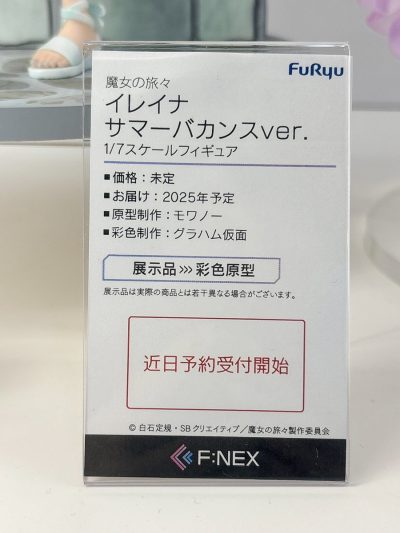 FuRyu
魔女の旅々
イレイナ
サマーバカンスver.
1/7スケールフィギュア
■価格：未定
■お届け：2025年予定
■原型制作：モワノー
■彩色制作：グラハム仮面
展示品>>>彩色原型
展示品は実際の商品とは若干異なる場合がございます。
近日予約受付開始
© 白石定規・SBクリエイティブ／魔女の旅々製作委員会
F:NEX